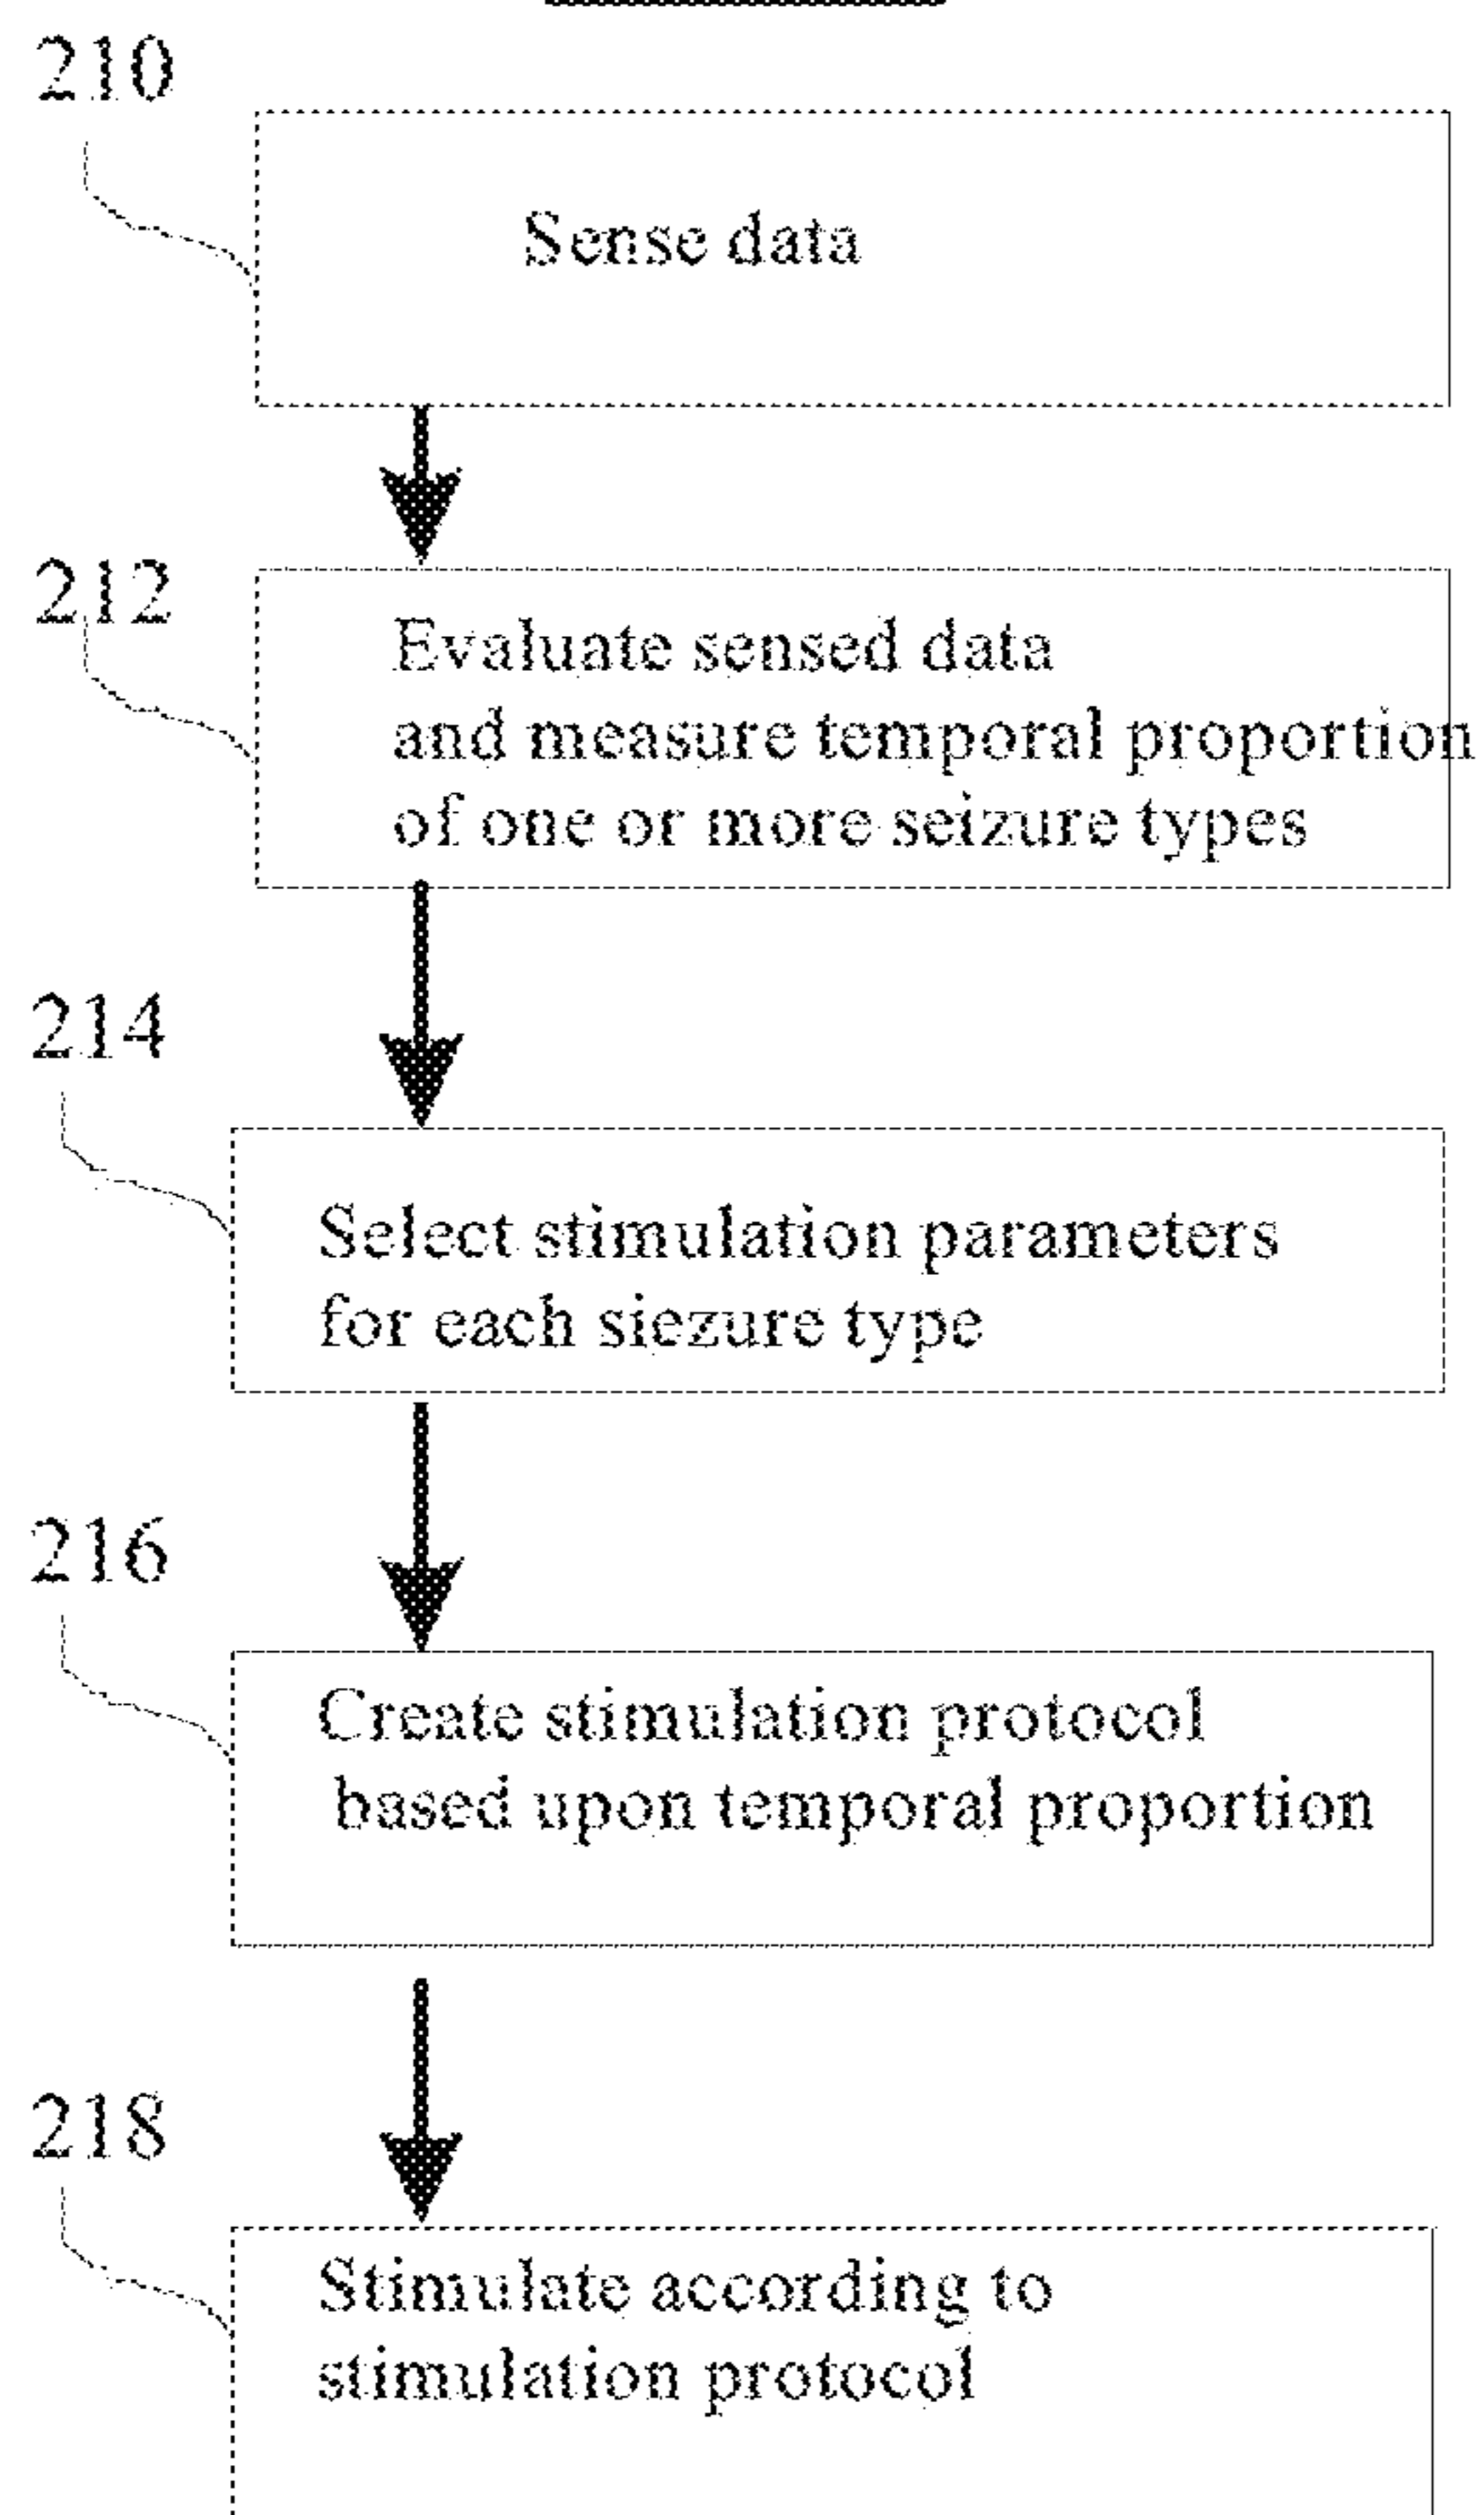 210
Sense data
212
Evaluate sensed data
and measure temporal proportion
of one or more seizure types
214
Select stimulation parameters
for each siezure type
216
Create stimulation protocol
based upon temporal proportion
218
Stimulate according to
stimulation protocol